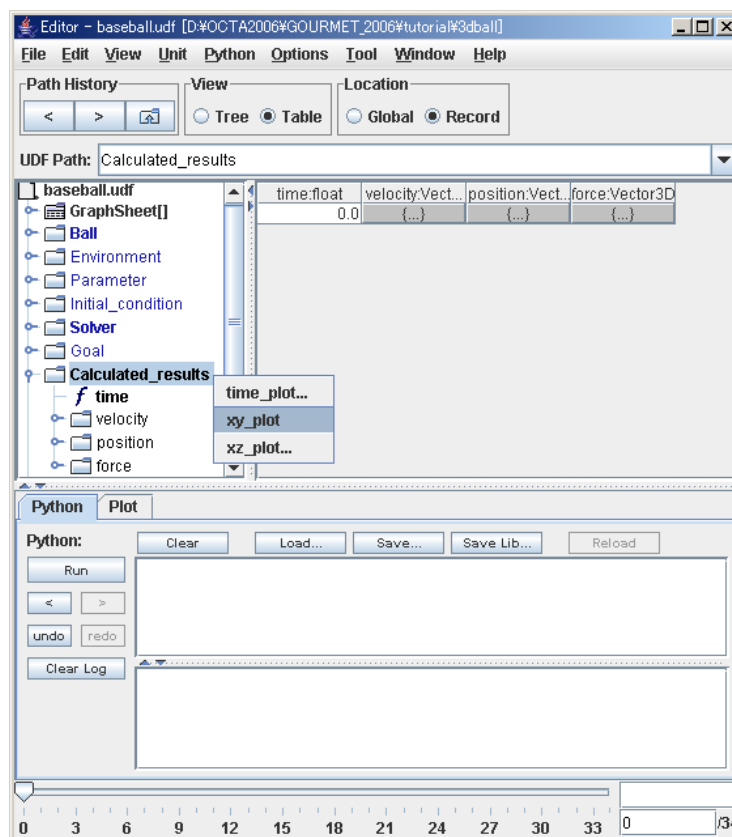 Editor - baseball.udf [D:¥OCTA2006¥GOURMET_2006¥tutorial¥3dball]
File Edit View Unit Python Options Tool Window Help
Path History View Location
< > Tree Table Global Record
UDF Path: Calculated_results
baseball.udf
time:float velocity:Vect... position:Vect... force:Vector3D
GraphSheet[]
0.0 {...} {...} {...}
Ball
Environment
Parameter
Initial_condition
Solver
Goal
Calculated_results
time_plot...
f time
velocity
xy_plot
position
xz_plot...
force
Python Plot
Python: Clear Load... Save... Save Lib... Reload
Run
< >
undo redo
Clear Log
0 3 6 9 12 15 18 21 24 27 30 33 0 /34